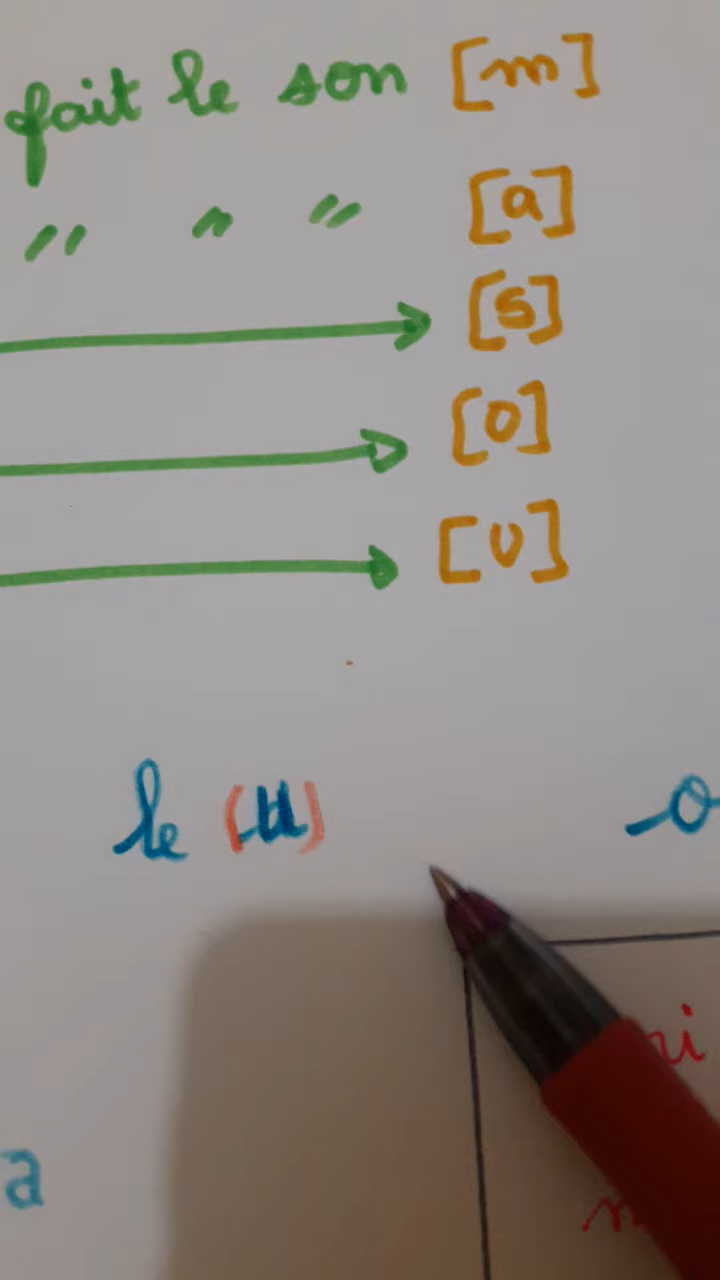 fait le son [m]
" " " [a]
[s]
[o]
[u]
le (u)
o
i
a